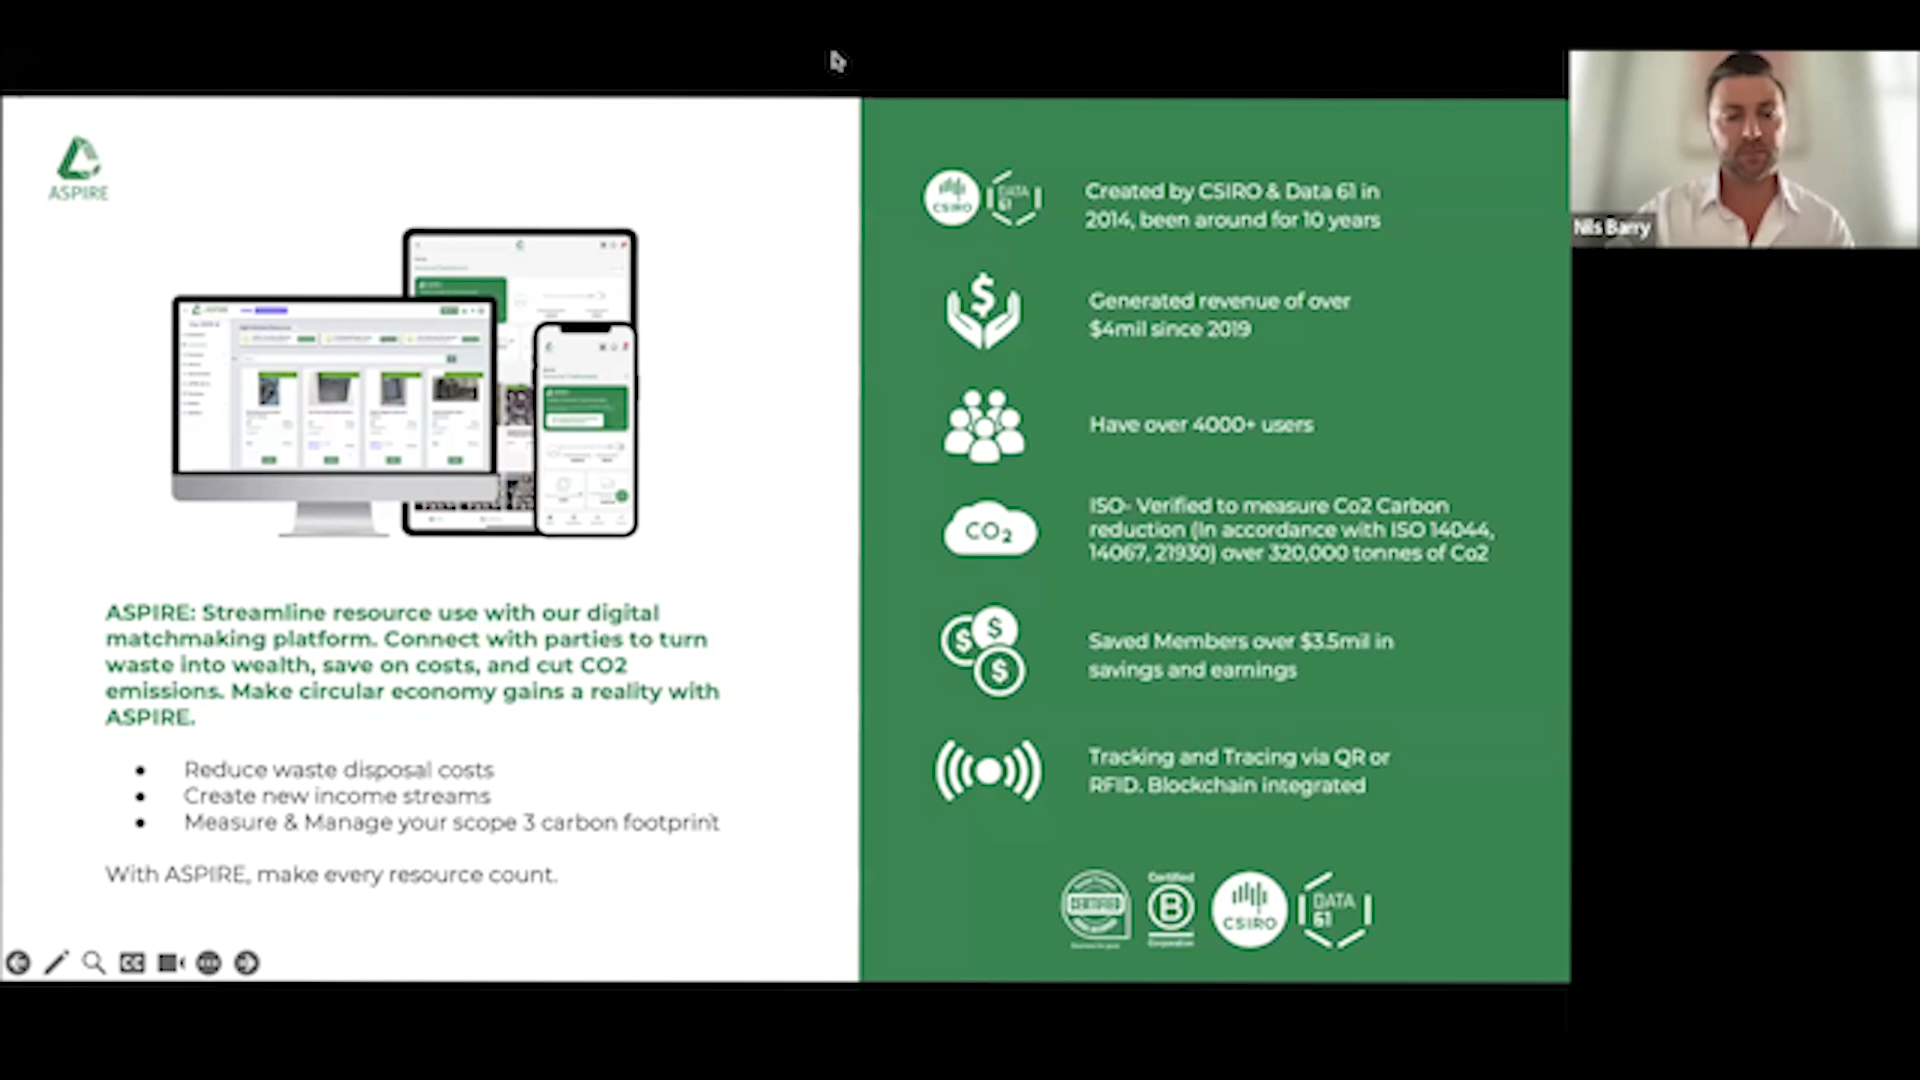 ASPIRE
ASPIRE: Streamline resource use with our digital
matchmaking platform. Connect with parties to turn
waste into wealth, save on costs, and cut CO2
emissions. Make circular economy gains a reality with
ASPIRE.
• Reduce waste disposal costs
• Create new income streams
• Measure & Manage your scope 3 carbon footprint
With ASPIRE, make every resource count.
CSIRO
DATA
61
Created by CSIRO & Data 61 in
2014, been around for 10 years
Generated revenue of over
$4mil since 2019
Have over 4000+ users
CO2
ISO- Verified to measure Co2 Carbon
reduction (In accordance with ISO 14044,
14067, 21930) over 320,000 tonnes of Co2
Saved Members over $3.5mil in
savings and earnings
Tracking and Tracing via QR or
RFID. Blockchain integrated
CERTIFIED
Certified
B
Corporation
CSIRO
DATA
61
Nils Barry
CC